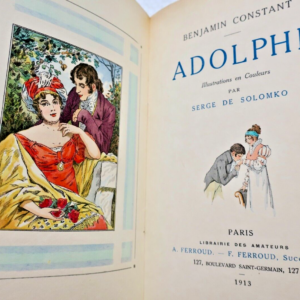 BENJAMIN CONSTANT
ADOLPHE
Illustrations en Couleurs
PAR
SERGE DE SOLOMKO
PARIS
LIBRAIRIE DES AMATEURS
A. FERROUD. — F. FERROUD, Succ
127, BOULEVARD SAINT-GERMAIN, 127
1913